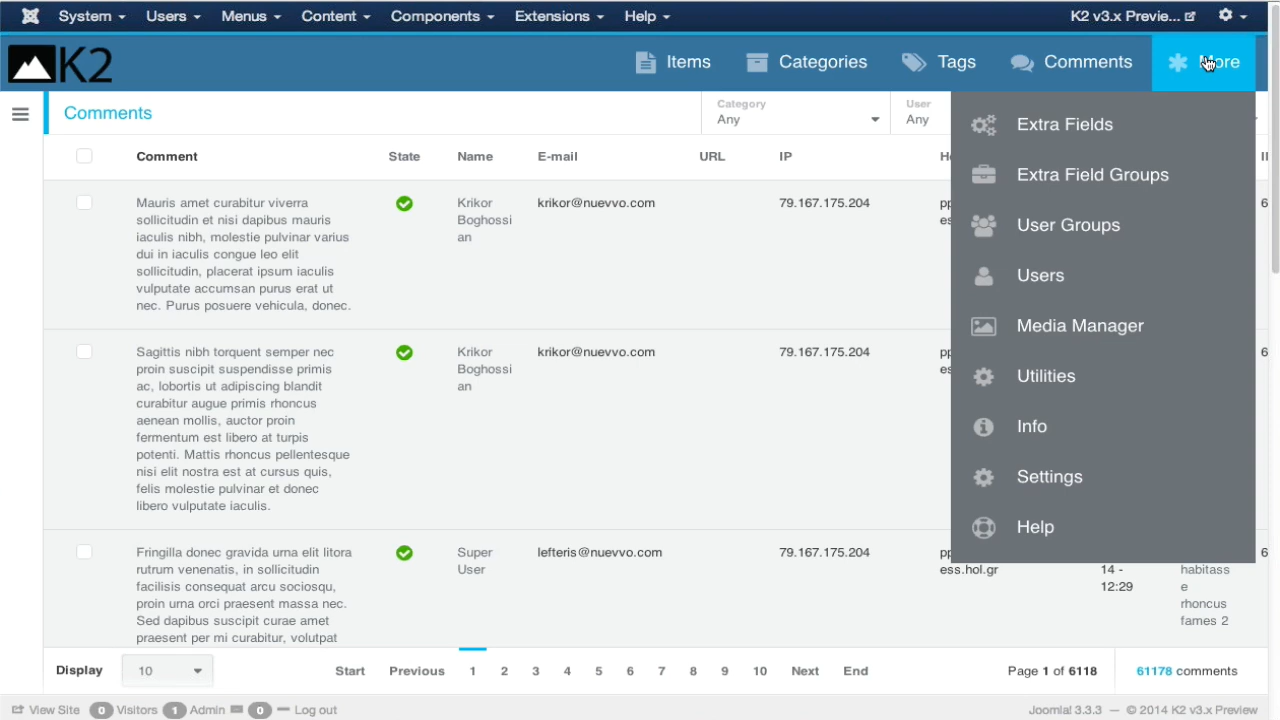 System Users Menus Content Components Extensions Help K2 v3.x Previe...
K2 Items Categories Tags Comments More
Comments
Category
Any
User
Any
Comment State Name E-mail URL IP
Mauris amet curabitur viverra
sollicitudin et nisi dapibus mauris
iaculis nibh, molestie pulvinar varius
dui in iaculis congue leo elit
sollicitudin, placerat ipsum iaculis
vulputate accumsan purus erat ut
nec. Purus posuere vehicula, donec.
Krikor
Boghossi
an
krikor@nuevvo.com
79.167.175.204
Sagittis nibh torquent semper nec
proin suscipit suspendisse primis
ac, lobortis ut adipiscing blandit
curabitur augue primis rhoncus
aenean mollis, auctor proin
fermentum est libero at turpis
potenti. Mattis rhoncus pellentesque
nisi elit nostra est at cursus quis,
felis molestie pulvinar et donec
libero vulputate iaculis.
Krikor
Boghossi
an
krikor@nuevvo.com
79.167.175.204
Fringilla donec gravida urna elit litora
rutrum venenatis, in sollicitudin
facilisis consequat arcu sociosqu,
proin urna orci praesent massa nec.
Sed dapibus suscipit curae amet
praesent per mi curabitur, volutpat
Super
User
lefteris@nuevvo.com
79.167.175.204
ess.hol.gr
14 -
12:29
habitass
e
rhoncus
fames 2
Extra Fields
Extra Field Groups
User Groups
Users
Media Manager
Utilities
Info
Settings
Help
Display 10 Start Previous 1 2 3 4 5 6 7 8 9 10 Next End Page 1 of 6118 61178 comments
View Site 0 Visitors 1 Admin 0 Log out Joomla! 3.3.3 — © 2014 K2 v3.x Preview